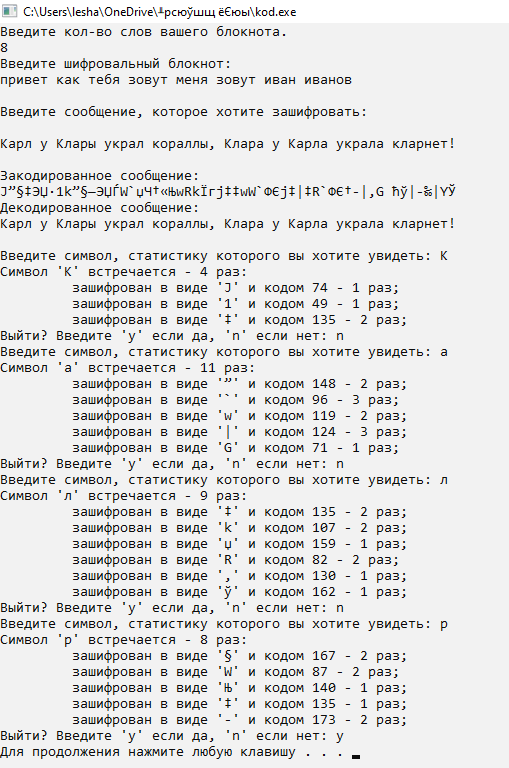 C:\Users\lesha\OneDrive\╨рсюўшщ ёЄюы\kod.exe
Введите кол-во слов вашего блокнота.
8
Введите шифровальный блокнот:
привет как тебя зовут меня зовут иван иванов
Введите сообщение, которое хотите зашифровать:
Карл у Клары украл кораллы, Клара у Карла украла кларнет!
Закодированное сообщение:
J”§‡ЭЏ·1k”§—ЭЏЃW`џЧ†«ЊwRkЇгj‡‡wW`ФЄj‡|‡R`ФЄ†-|‚G ћў|-‰|YЎ
Декодированное сообщение:
Карл у Клары украл кораллы, Клара у Карла украла кларнет!
Введите символ, статистику которого вы хотите увидеть: К
Символ 'К' встречается - 4 раз:
зашифрован в виде 'J' и кодом 74 - 1 раз;
зашифрован в виде '1' и кодом 49 - 1 раз;
зашифрован в виде '‡' и кодом 135 - 2 раз;
Выйти? Введите 'y' если да, 'n' если нет: n
Введите символ, статистику которого вы хотите увидеть: а
Символ 'а' встречается - 11 раз:
зашифрован в виде '”' и кодом 148 - 2 раз;
зашифрован в виде '`' и кодом 96 - 3 раз;
зашифрован в виде 'w' и кодом 119 - 2 раз;
зашифрован в виде '|' и кодом 124 - 3 раз;
зашифрован в виде 'G' и кодом 71 - 1 раз;
Выйти? Введите 'y' если да, 'n' если нет: n
Введите символ, статистику которого вы хотите увидеть: л
Символ 'л' встречается - 9 раз:
зашифрован в виде '‡' и кодом 135 - 2 раз;
зашифрован в виде 'k' и кодом 107 - 2 раз;
зашифрован в виде 'џ' и кодом 159 - 1 раз;
зашифрован в виде 'R' и кодом 82 - 2 раз;
зашифрован в виде '‚' и кодом 130 - 1 раз;
зашифрован в виде 'ў' и кодом 162 - 1 раз;
Выйти? Введите 'y' если да, 'n' если нет: n
Введите символ, статистику которого вы хотите увидеть: р
Символ 'р' встречается - 8 раз:
зашифрован в виде '§' и кодом 167 - 2 раз;
зашифрован в виде 'W' и кодом 87 - 2 раз;
зашифрован в виде 'Њ' и кодом 140 - 1 раз;
зашифрован в виде '‡' и кодом 135 - 1 раз;
зашифрован в виде '-' и кодом 173 - 2 раз;
Выйти? Введите 'y' если да, 'n' если нет: y
Для продолжения нажмите любую клавишу . . .